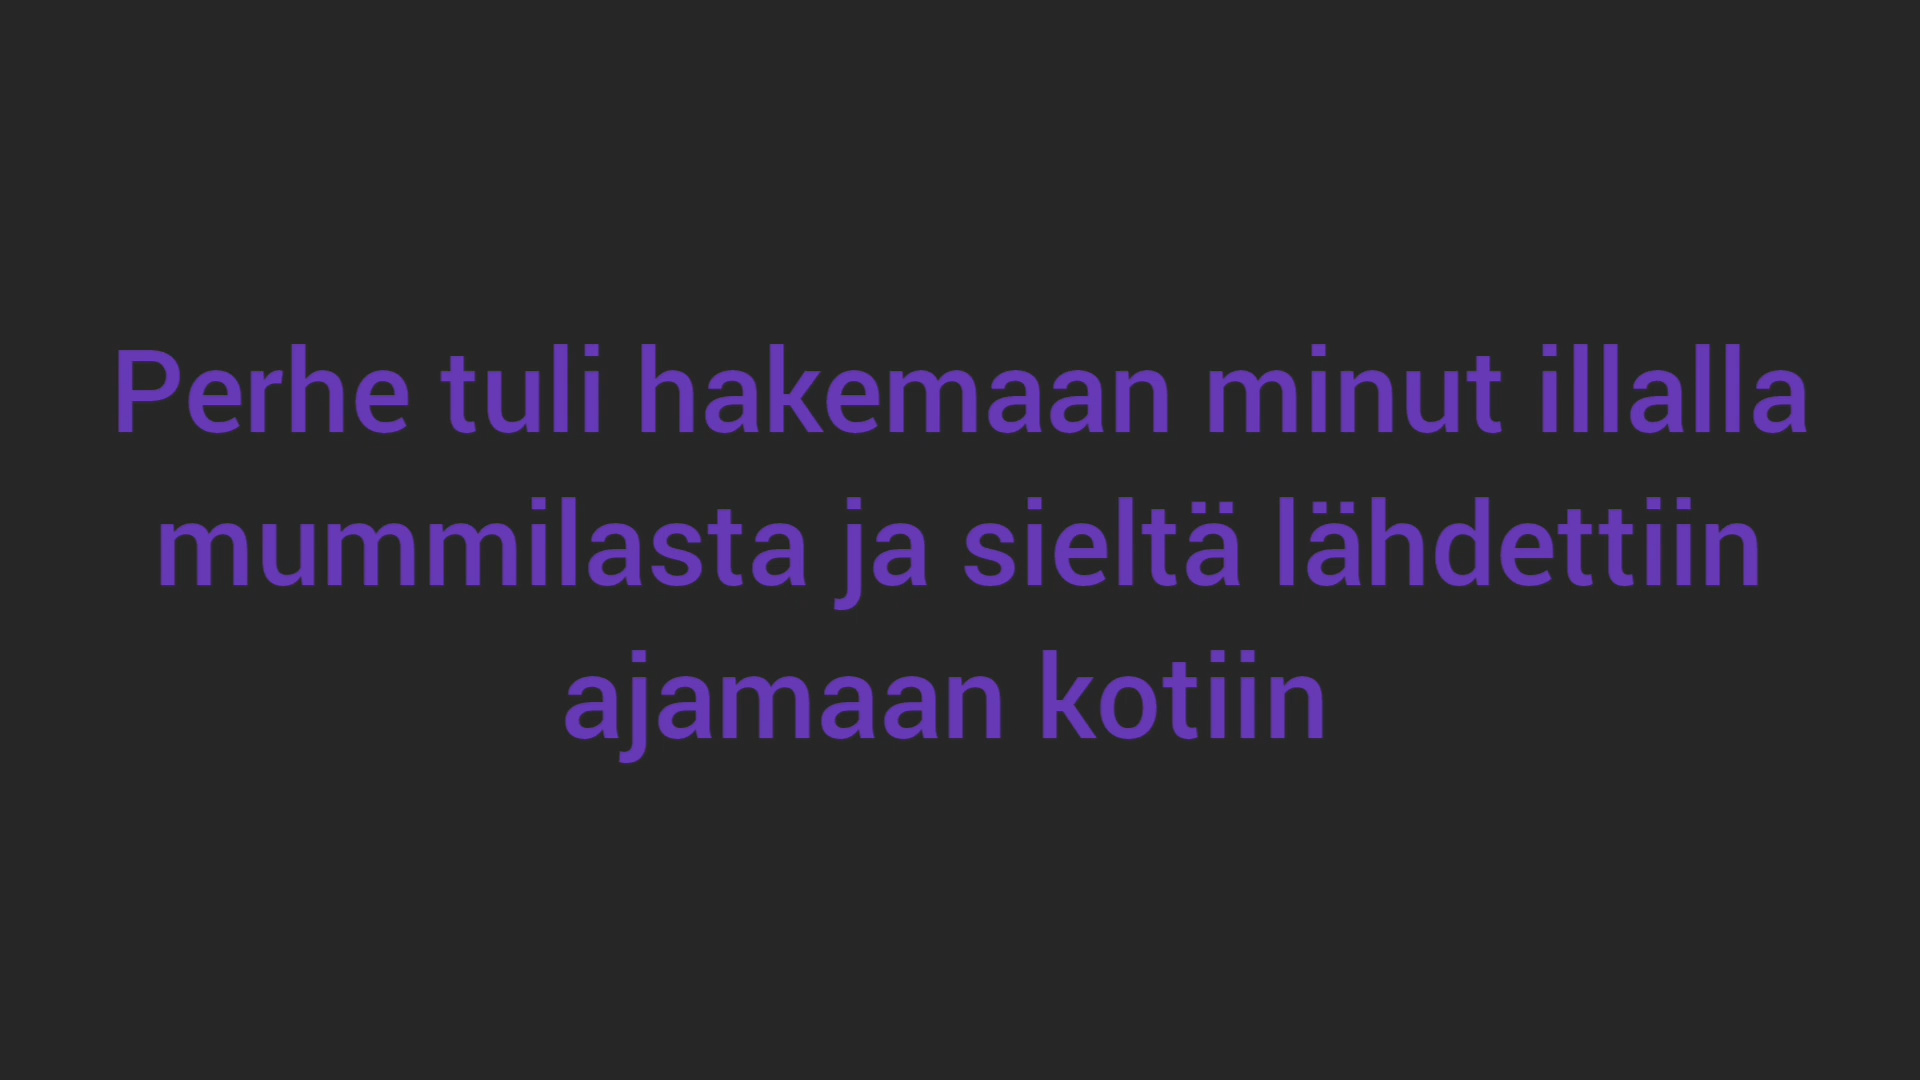 Perhe tuli hakemaan minut illalla
mummilasta ja sieltä lähdettiin
ajamaan kotiin